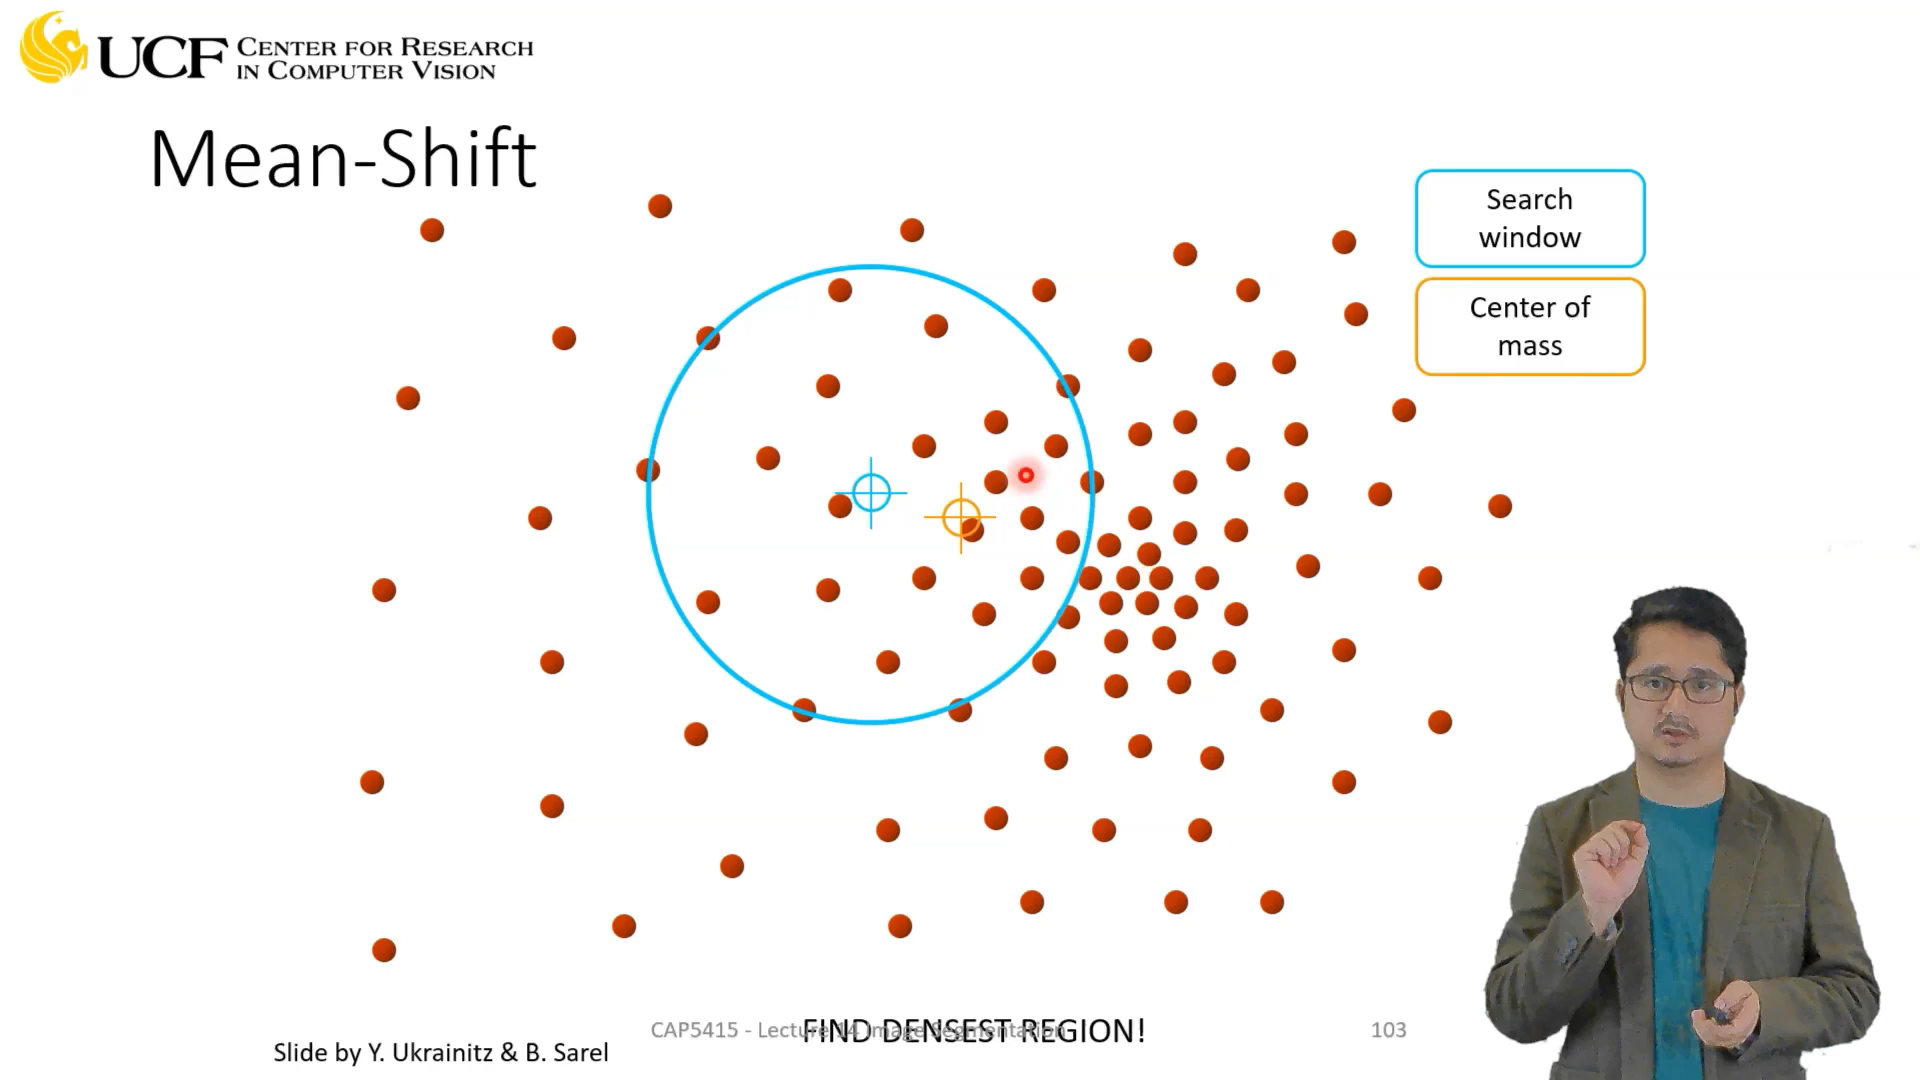 UCF CENTER FOR RESEARCH
IN COMPUTER VISION
Mean-Shift
Search
window
Center of
mass
CAP5415 - Lecture 14 Image Segmentation
FIND DENSEST REGION!
103
Slide by Y. Ukrainitz & B. Sarel